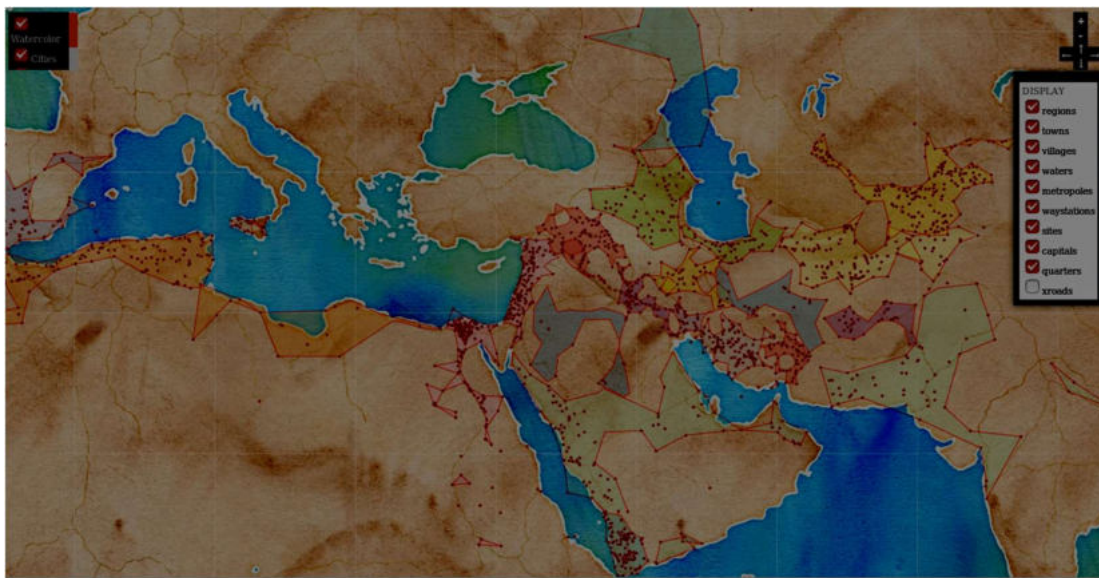 Watercolor
Cities
+
-
DISPLAY
regions
towns
villages
waters
metropoles
waystations
sites
capitals
quarters
xroads